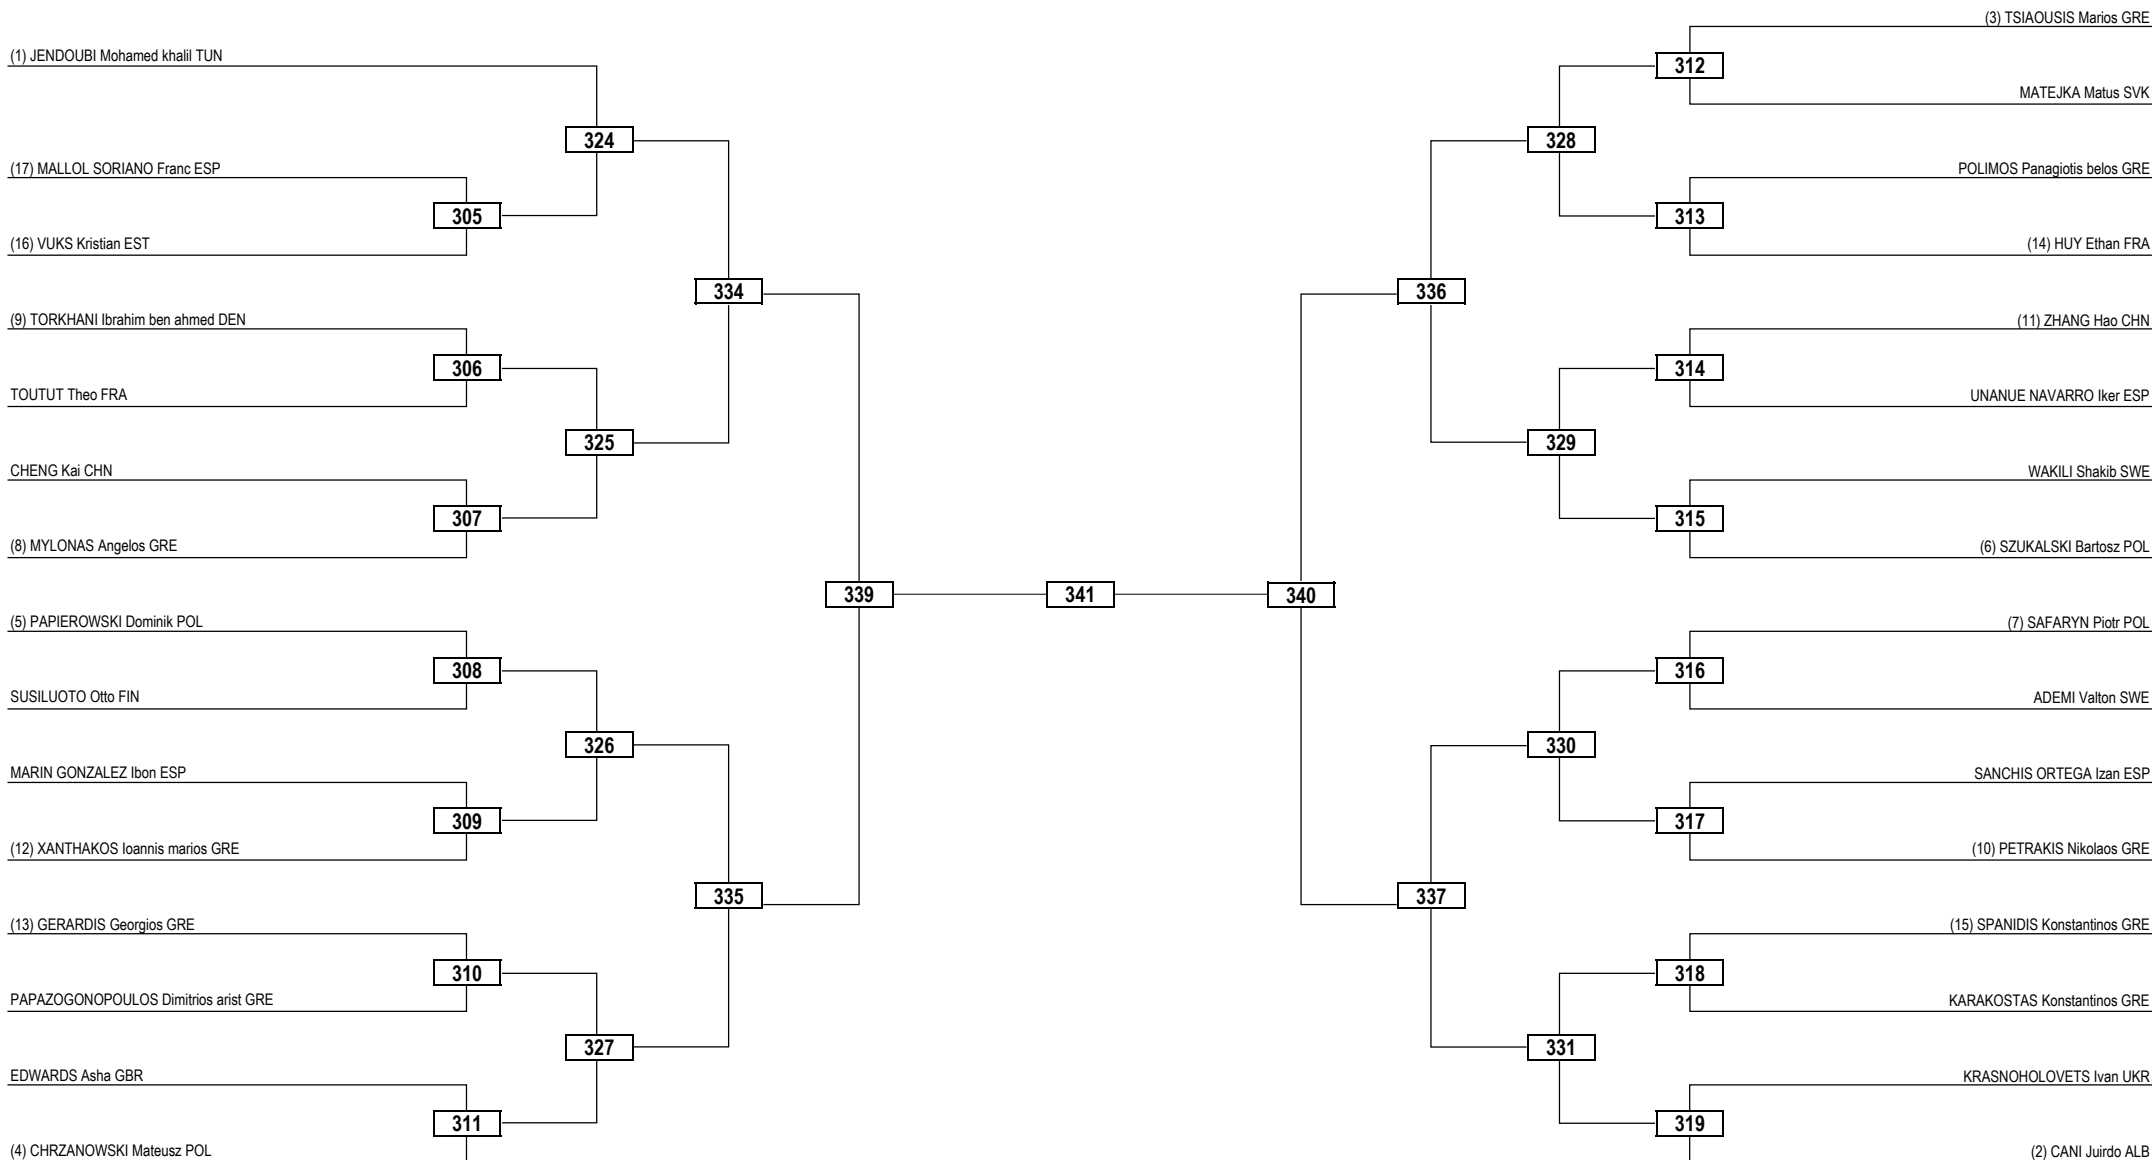 (3) TSIAOUSIS Marios GRE
(1) JENDOUBI Mohamed khalil TUN
312
MATEJKA Matus SVK
324
328
(17) MALLOL SORIANO Franc ESP
POLIMOS Panagiotis belos GRE
305
313
(16) VUKS Kristian EST
(14) HUY Ethan FRA
334
336
(9) TORKHANI Ibrahim ben ahmed DEN
(11) ZHANG Hao CHN
306
314
TOUTUT Theo FRA
UNANUE NAVARRO Iker ESP
325
329
CHENG Kai CHN
WAKILI Shakib SWE
307
315
(8) MYLONAS Angelos GRE
(6) SZUKALSKI Bartosz POL
339
341
340
(5) PAPIEROWSKI Dominik POL
(7) SAFARYN Piotr POL
308
316
SUSILUOTO Otto FIN
ADEMI Valton SWE
326
330
MARIN GONZALEZ Ibon ESP
SANCHIS ORTEGA Izan ESP
309
317
(12) XANTHAKOS Ioannis marios GRE
(10) PETRAKIS Nikolaos GRE
335
337
(13) GERARDIS Georgios GRE
(15) SPANIDIS Konstantinos GRE
310
318
PAPAZOGONOPOULOS Dimitrios arist GRE
KARAKOSTAS Konstantinos GRE
327
331
EDWARDS Asha GBR
KRASNOHOLOVETS Ivan UKR
311
319
(4) CHRZANOWSKI Mateusz POL
(2) CANI Juirdo ALB